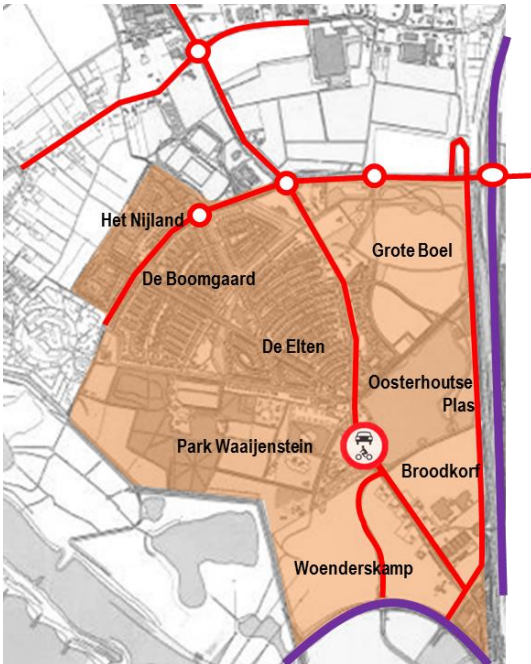 Het Nijland
Grote Boel
De Boomgaard
De Elten
Oosterhoutse
Plas
Park Waaijenstein
Broodkorf
Woenderskamp